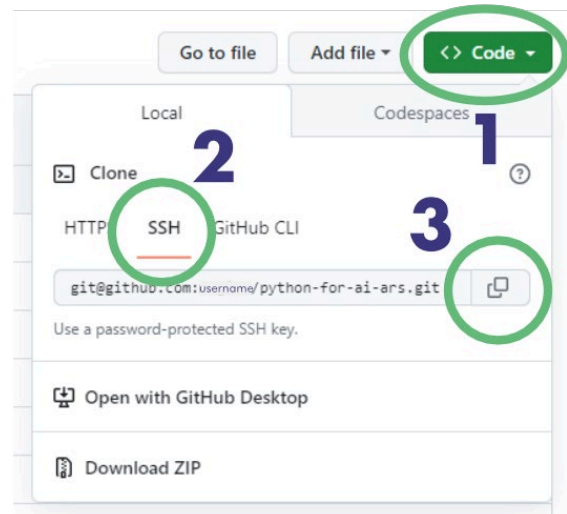 Go to file Add file <> Code
Local Codespaces
1
2
Clone
HTTP SSH GitHub CLI
3
git@github.com:username/python-for-ai-ars.git
Use a password-protected SSH key.
Open with GitHub Desktop
Download ZIP